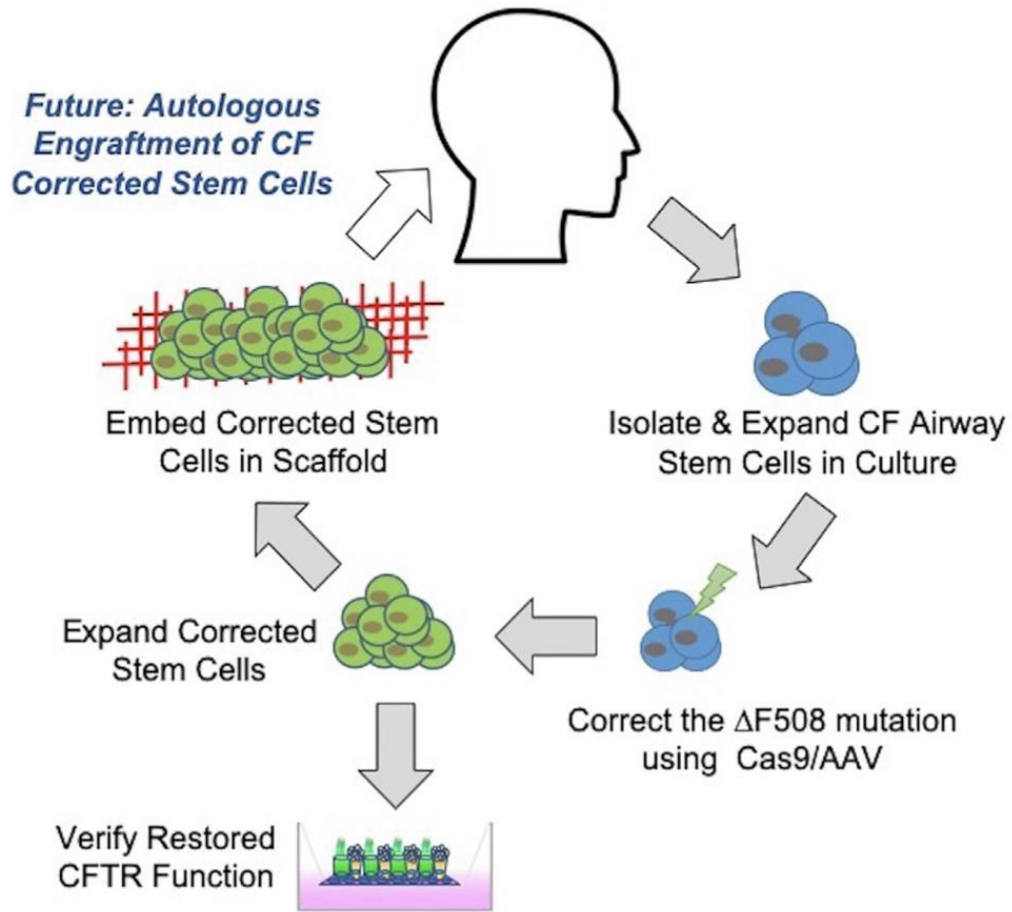 Future: Autologous
Engraftment of CF
Corrected Stem Cells
Isolate & Expand CF Airway
Stem Cells in Culture
Correct the ΔF508 mutation
using Cas9/AAV
Expand Corrected
Stem Cells
Verify Restored
CFTR Function
Embed Corrected Stem
Cells in Scaffold